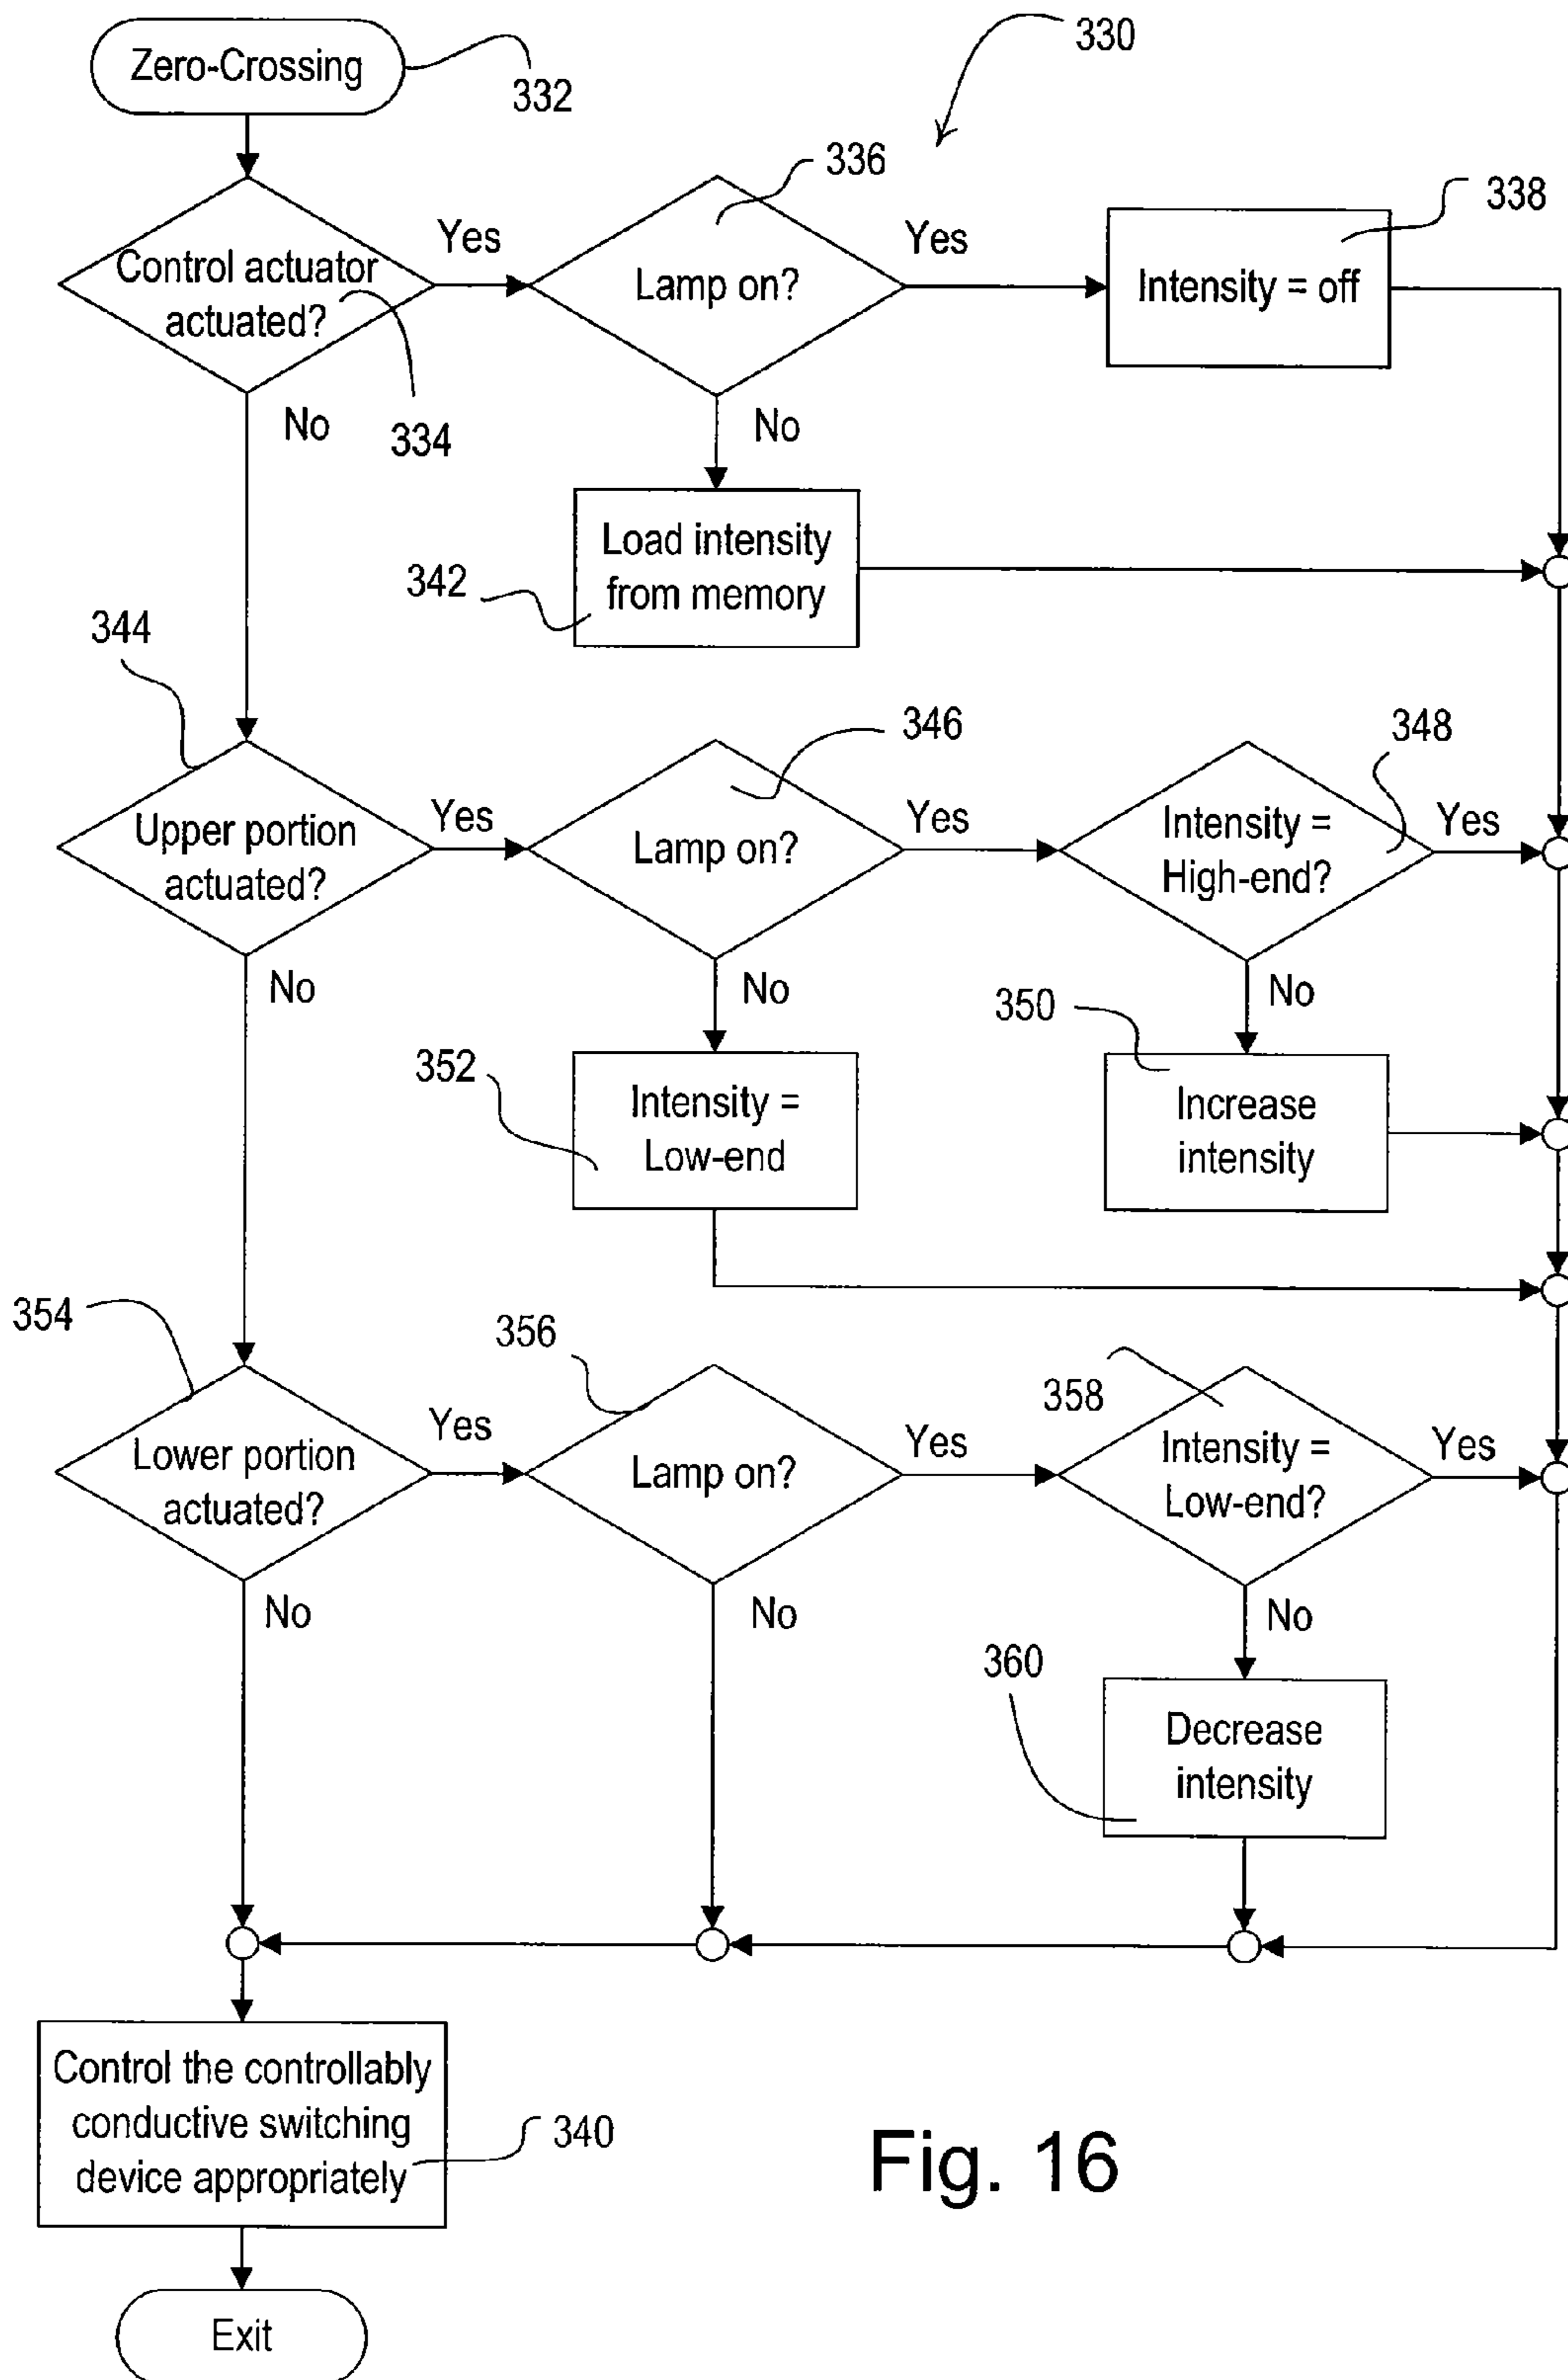 Zero-Crossing
332
330
336
338
Control actuator
actuated?
334
Yes
Lamp on?
Yes
Intensity = off
No
No
Load intensity
from memory
342
344
346
348
Upper portion
actuated?
Yes
Lamp on?
Yes
Intensity =
High-end?
Yes
No
No
No
352
Intensity =
Low-end
350
Increase
intensity
354
356
358
Lower portion
actuated?
Yes
Lamp on?
Yes
Intensity =
Low-end?
Yes
No
No
No
360
Decrease
intensity
Control the controllably
conductive switching
device appropriately
340
Fig. 16
Exit